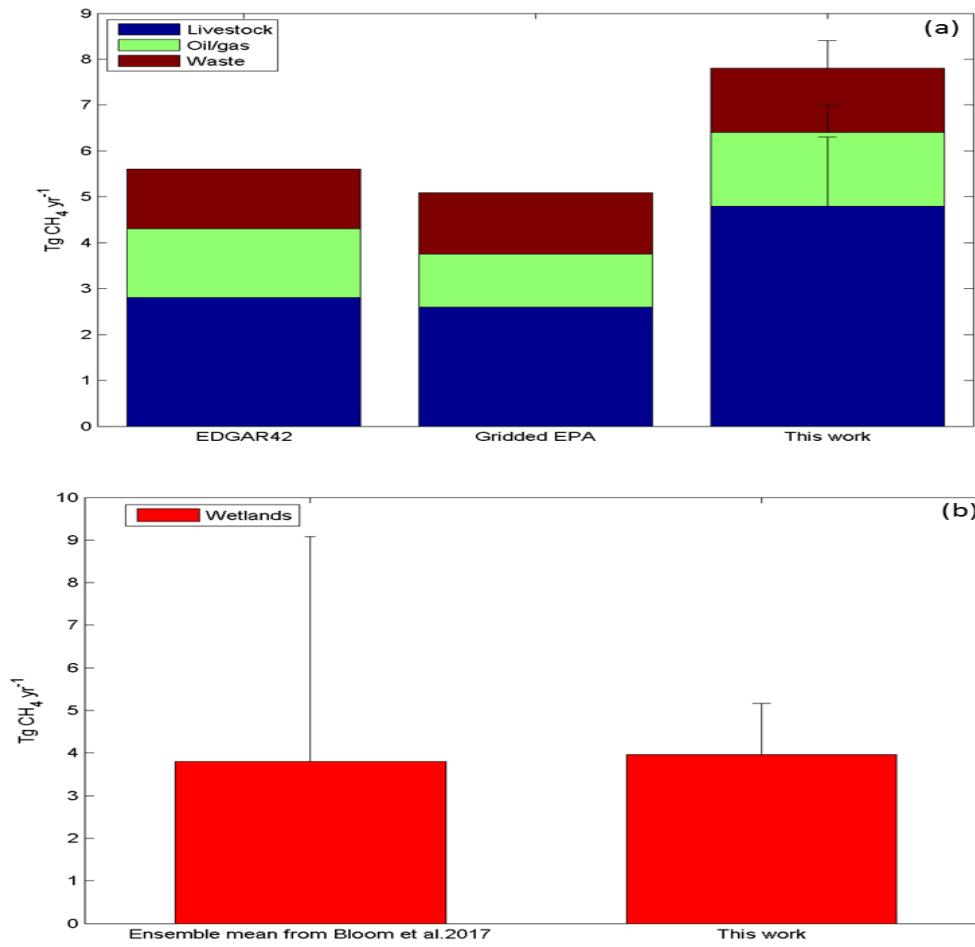 (a)
Livestock
Oil/gas
Waste
9
8
7
6
5
4
3
2
1
0
Tg CH4 yr-1
EDGAR42 Gridded EPA This work
(b)
Wetlands
10
9
8
7
6
5
4
3
2
1
0
Tg CH4 yr-1
Ensemble mean from Bloom et al.2017 This work